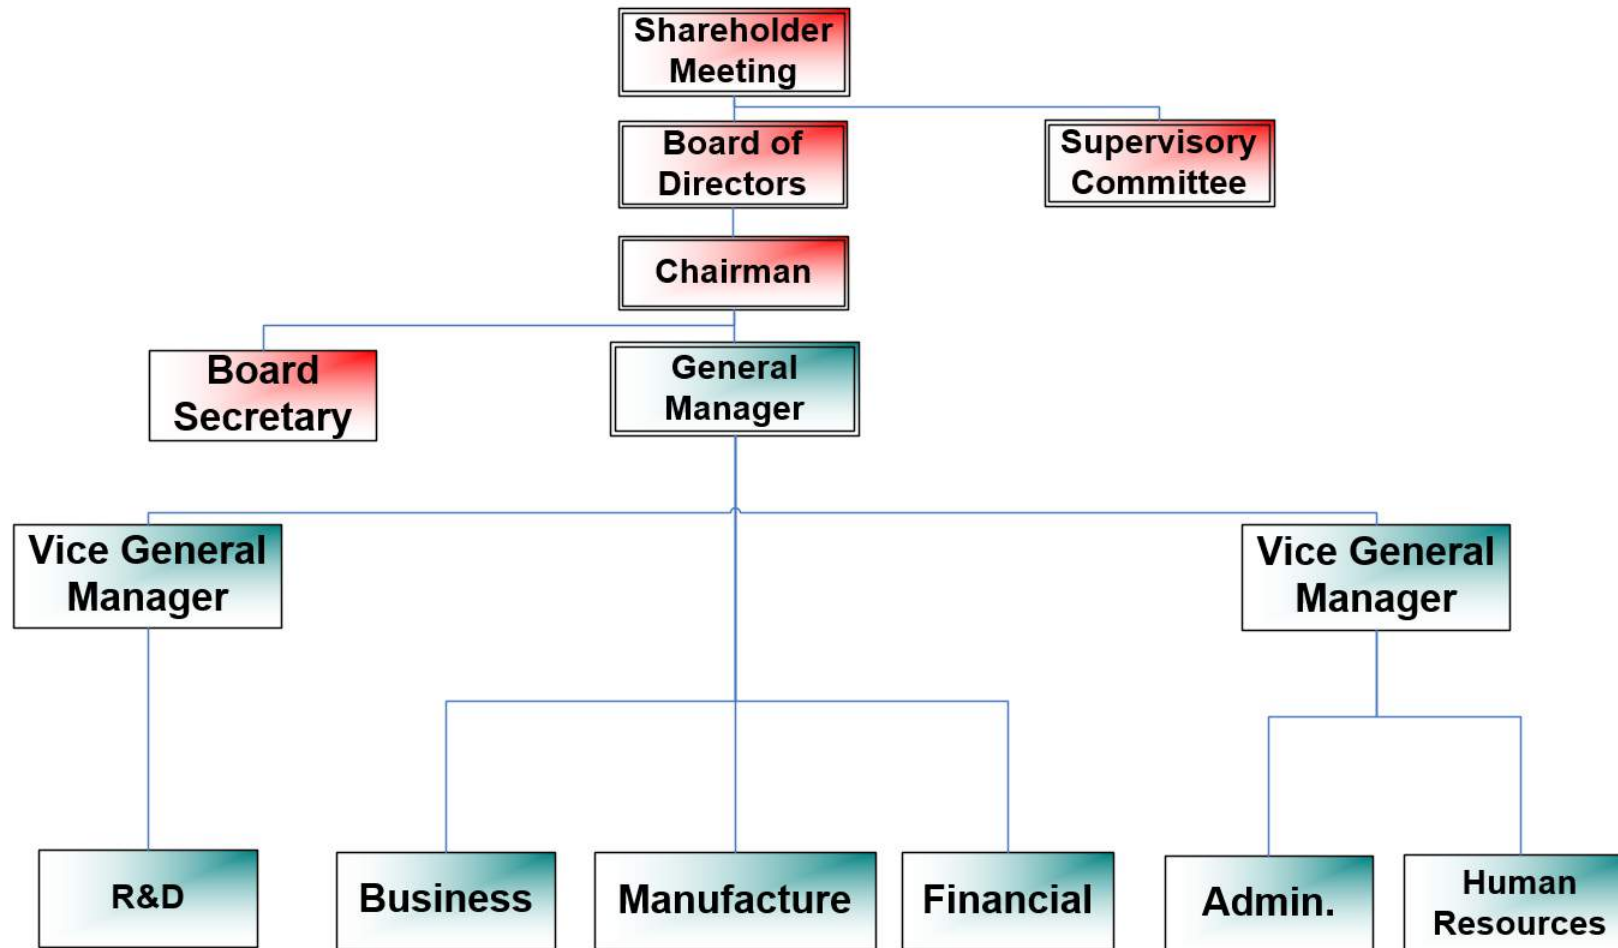 Shareholder
Meeting
Board of
Directors
Supervisory
Committee
Chairman
Board
Secretary
General
Manager
Vice General
Manager
Vice General
Manager
R&D
Business
Manufacture
Financial
Admin.
Human
Resources